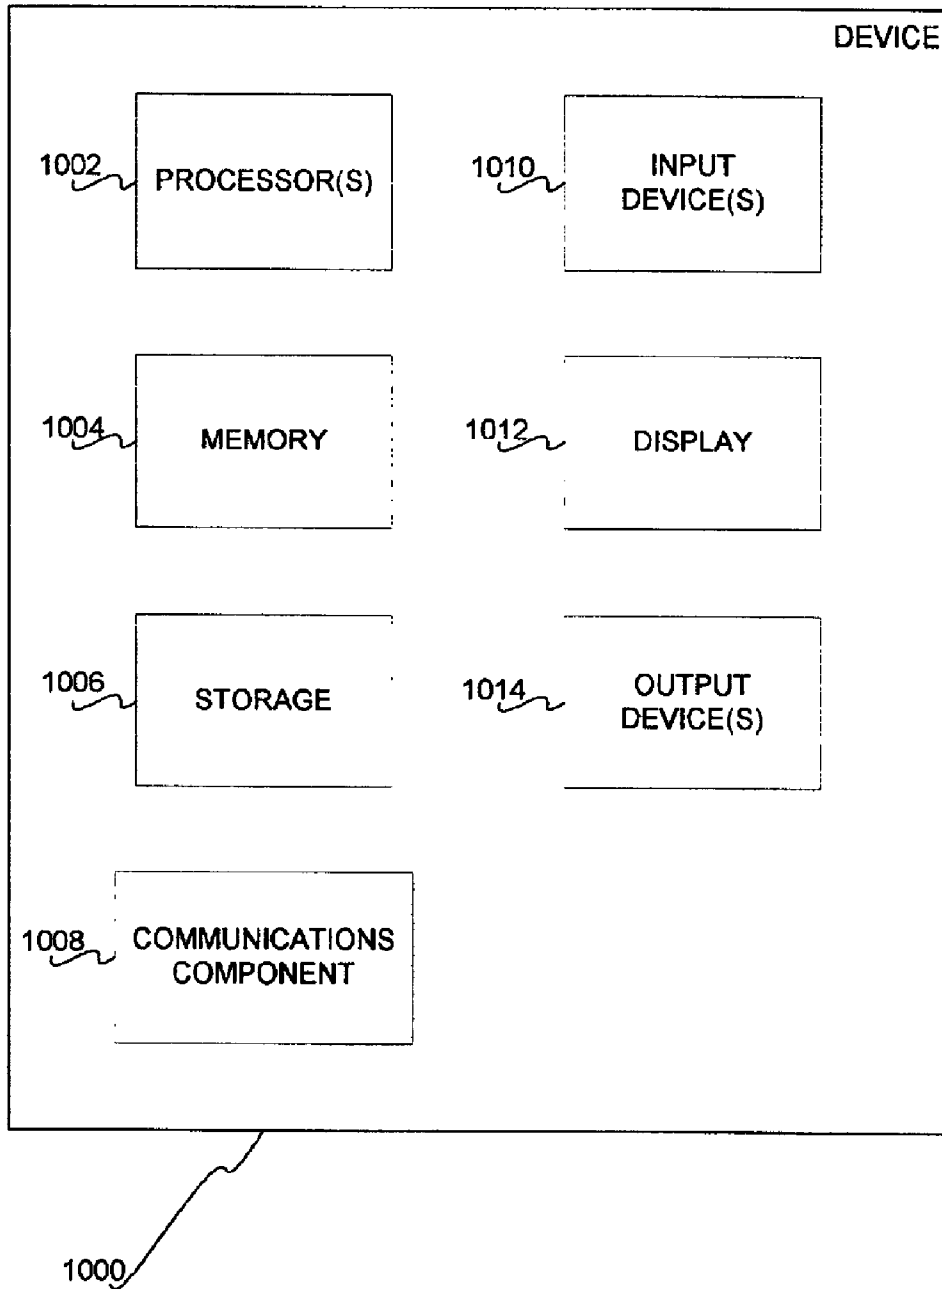 DEVICE
1002
PROCESSOR(S)
1010
INPUT
DEVICE(S)
1004
MEMORY
1012
DISPLAY
1006
STORAGE
1014
OUTPUT
DEVICE(S)
1008
COMMUNICATIONS
COMPONENT
1000